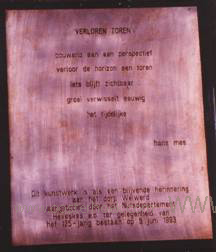 VERLOREN TOREN
bouwend aan een perspectief
verloor de horizon een toren
iets blijft zichtbaar
groei verwisselt eeuwig
het tijdelijke
hans mes
Dit kunstwerk is als een blijvende herinnering
aan het dorp Weiwerd
aangeboden door het Nutsdepartement
Heveskes e.o. ter gelegenheid van
het 125-jarig bestaan op 9 juni 1993